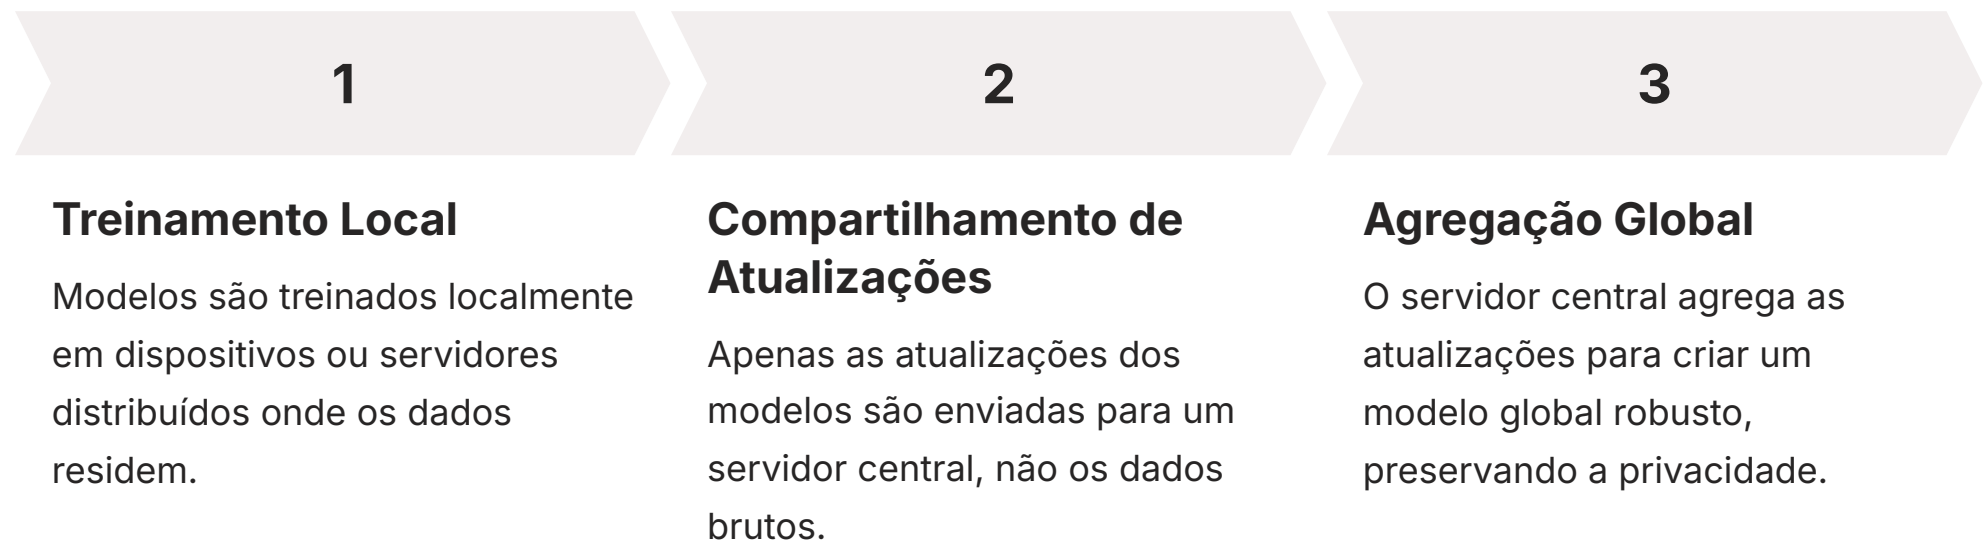 1
Treinamento Local
Modelos são treinados localmente
em dispositivos ou servidores
distribuídos onde os dados
residem.
2
Compartilhamento de
Atualizações
Apenas as atualizações dos
modelos são enviadas para um
servidor central, não os dados
brutos.
3
Agregação Global
O servidor central agrega as
atualizações para criar um
modelo global robusto,
preservando a privacidade.